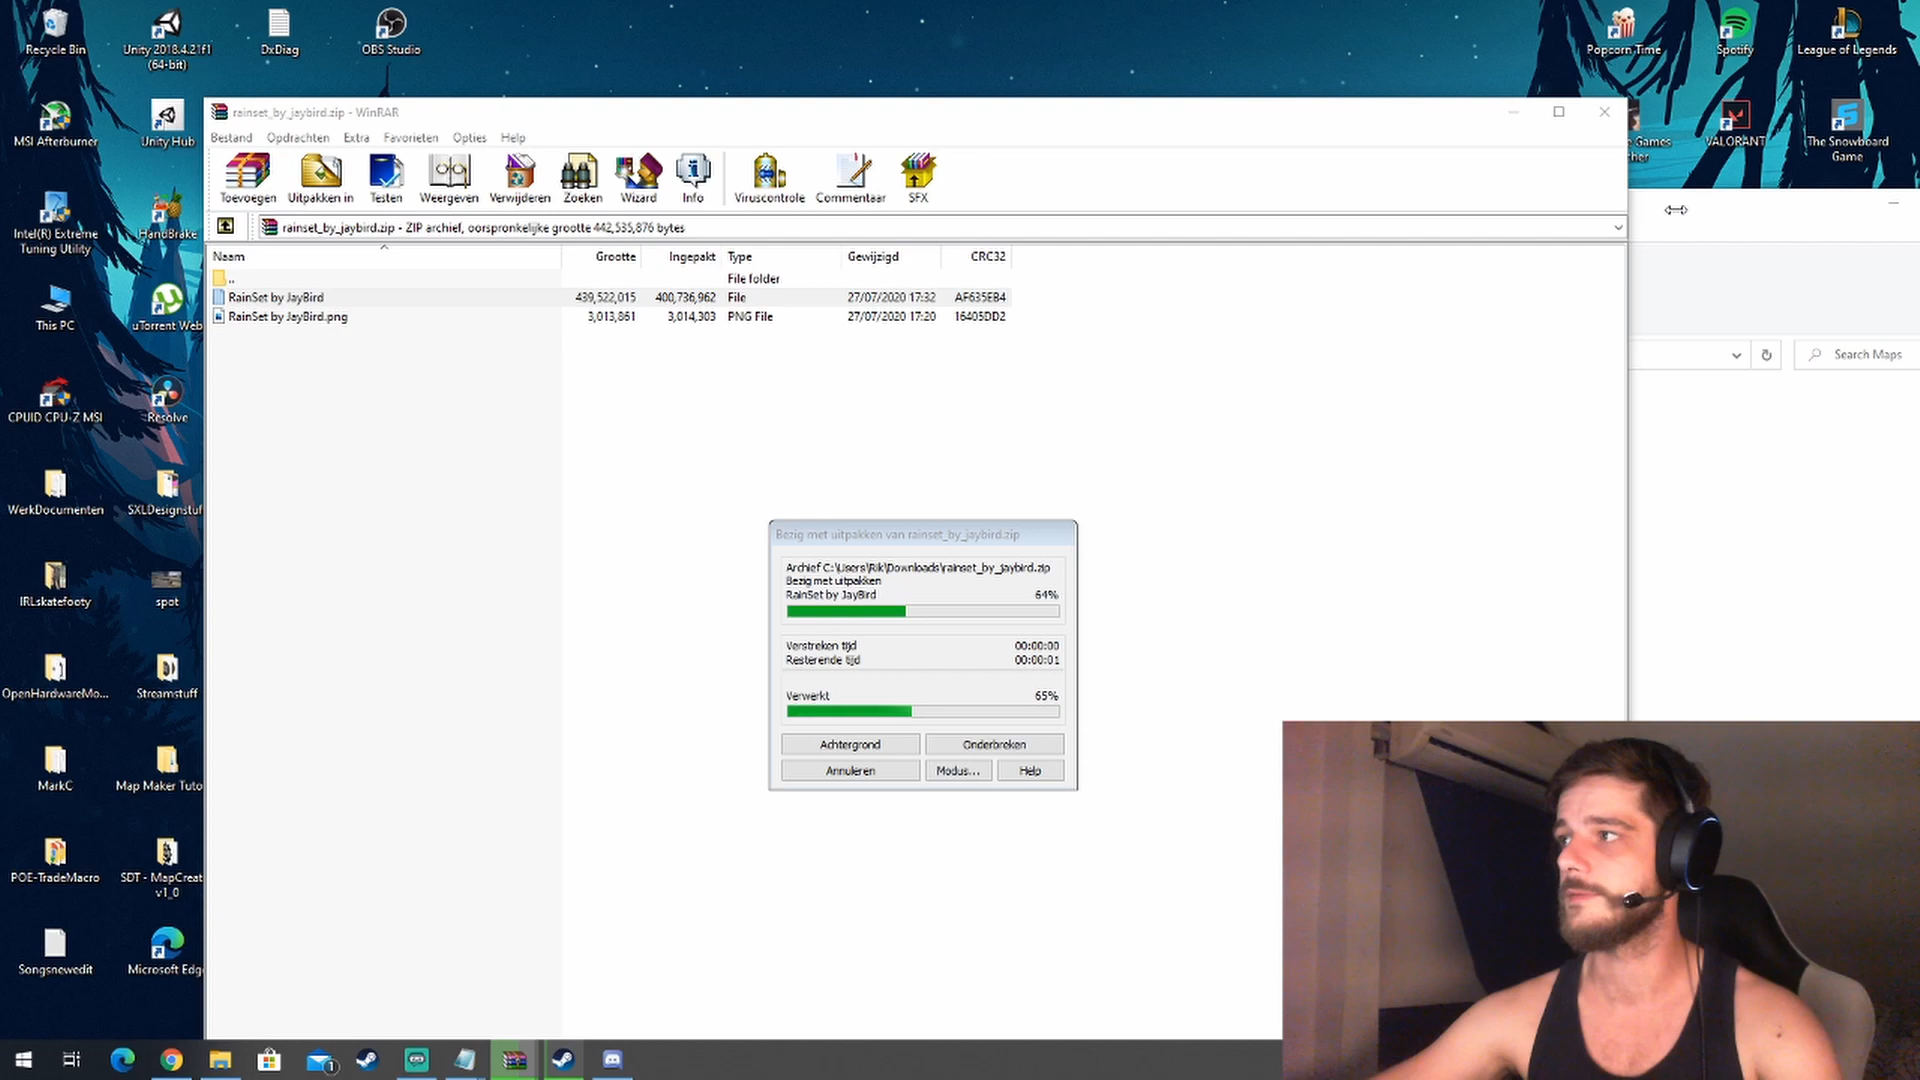 Recycle Bin
Unity 2018.4.21f1
(64-bit)
DxDiag
OBS Studio
Popcorn Time
Spotify
League of Legends
rainset_by_jaybird.zip - WinRAR
MSI Afterburner
Unity Hub
Games
VALORANT
The Snowboard
Game
Bestand Opdrachten Extra Favorieten Opties Help
Toevoegen Uitpakken in Testen Weergeven Verwijderen Zoeken Wizard Info Viruscontrole Commentaar SFX
rainset_by_jaybird.zip - ZIP archief, oorspronkelijke grootte 442,535,876 bytes
Intel(R) Extreme
Tuning Utility
HandBrake
Naam Grootte Ingepakt Type Gewijzigd CRC32
.. File folder
RainSet by JayBird 439,522,015 400,736,962 File 27/07/2020 17:32 AF635EB4
RainSet by JayBird.png 3,013,861 3,014,303 PNG File 27/07/2020 17:20 16405DD2
This PC
uTorrent Web
Search Maps
CPUID CPU-Z MSI
Resolve
WerkDocumenten
SXLDesignstuf
Bezig met uitpakken van rainset_by_jaybird.zip
Archief C:\Users\Rik\Downloads\rainset_by_jaybird.zip
Bezig met uitpakken
RainSet by JayBird 64%
Verstreken tijd 00:00:00
Resterende tijd 00:00:01
Verwerkt 65%
Achtergrond Onderbreken
Annuleren Modus... Help
IRLskatefooty
spot
OpenHardwareMo...
Streamstuff
MarkC
Map Maker Tuto
POE-TradeMacro
SDT - MapCreat
v1_0
Songsnewedit
Microsoft Edg
1